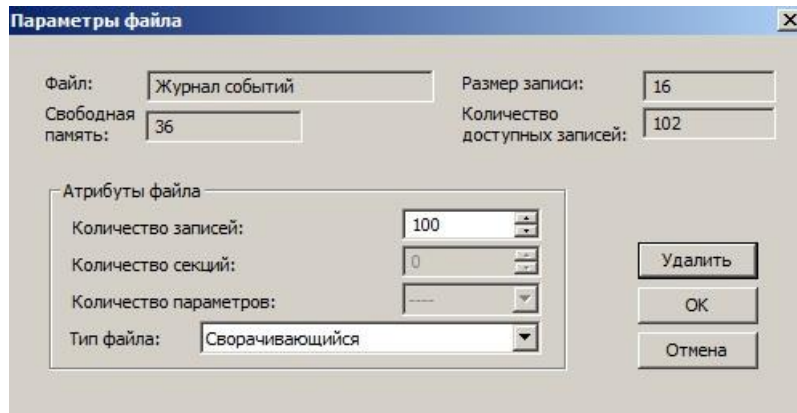 Параметры файла
Файл: Журнал событий Размер записи: 16
Свободная память: 36 Количество доступных записей: 102
Атрибуты файла
Количество записей: 100
Количество секций: 0
Количество параметров: ----
Тип файла: Сворачивающийся
Удалить
OK
Отмена